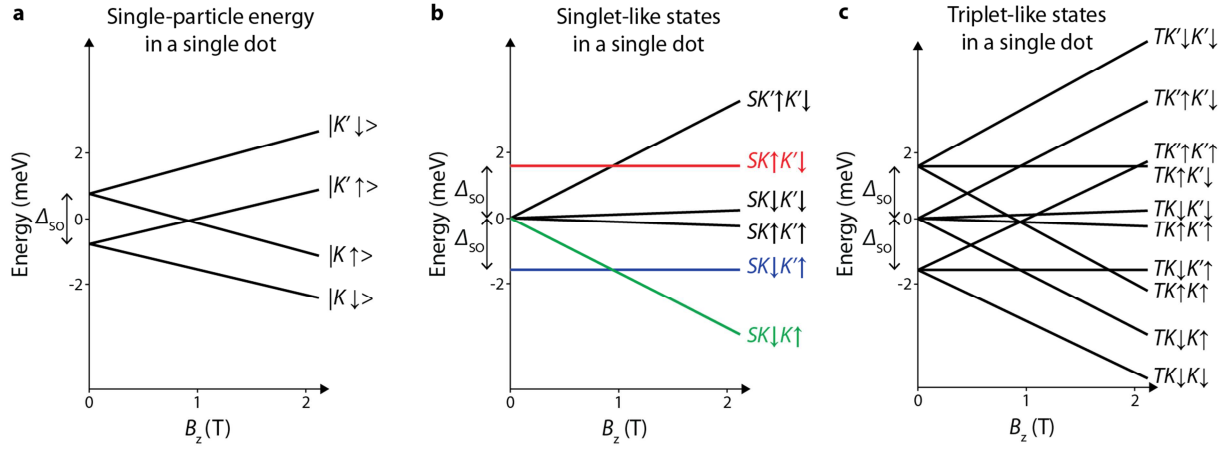 a
Single-particle energy
in a single dot
Energy (meV)
2
0
-2
Δ_SO
|K′↓>
|K′↑>
|K↑>
|K↓>
0
1
2
B_z (T)
b
Singlet-like states
in a single dot
Energy (meV)
2
0
-2
Δ_SO
Δ_SO
SK′↑K′↓
SK↑K′↓
SK↓K′↓
SK↑K′↑
SK↓K′↑
SK↓K↑
0
1
2
B_z (T)
c
Triplet-like states
in a single dot
Energy (meV)
2
0
-2
Δ_SO
Δ_SO
TK′↓K′↓
TK′↑K′↓
TK′↑K′↑
TK↑K′↓
TK↓K′↓
TK↑K′↑
TK↓K′↑
TK↑K↑
TK↓K↑
TK↓K↓
0
1
2
B_z (T)